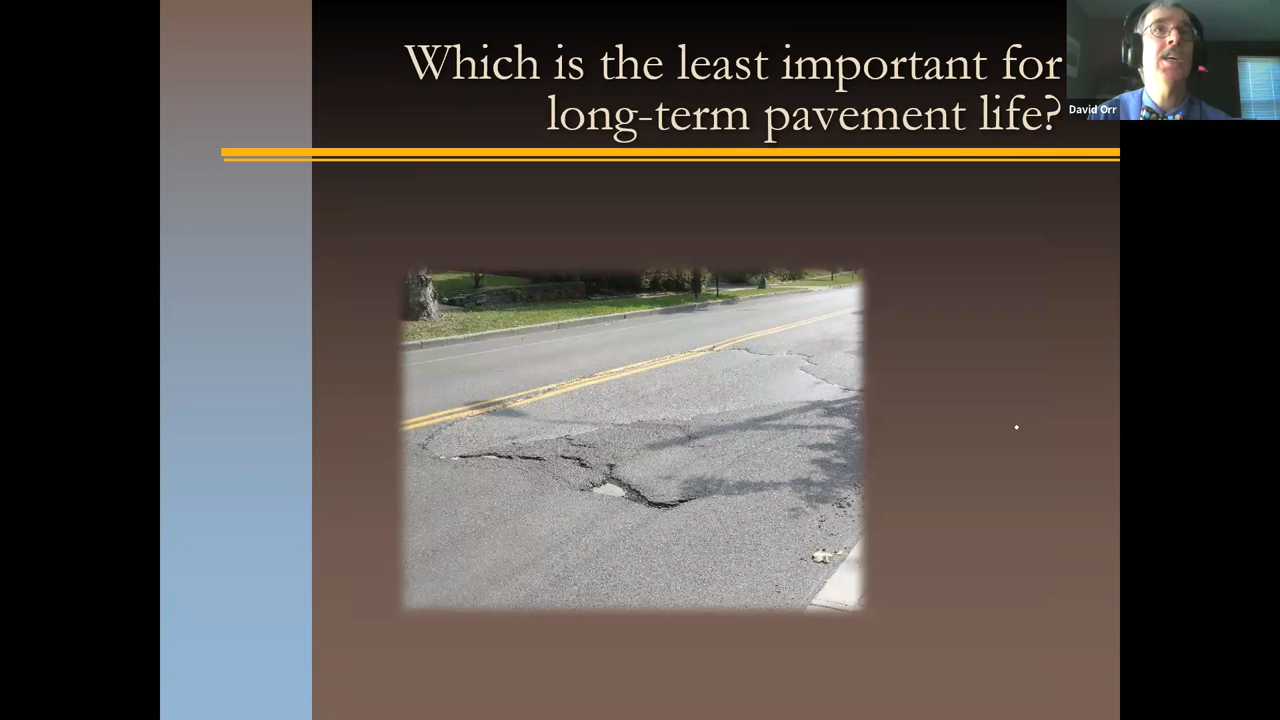 Which is the least important for
long-term pavement life?
David Orr